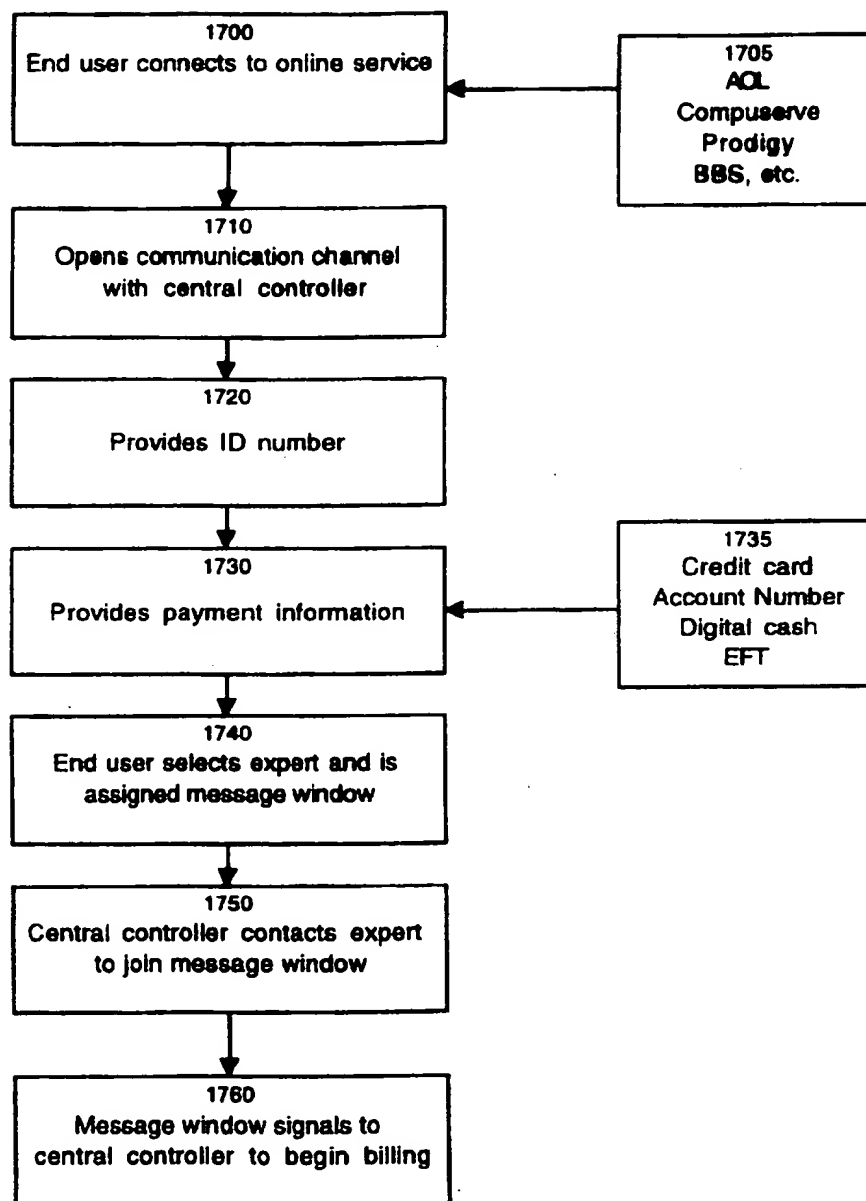 1700
End user connects to online service
1705
AOL
Compuserve
Prodigy
BBS, etc.
1710
Opens communication channel
with central controller
1720
Provides ID number
1730
Provides payment information
1735
Credit card
Account Number
Digital cash
EFT
1740
End user selects expert and is
assigned message window
1750
Central controller contacts expert
to join message window
1760
Message window signals to
central controller to begin billing